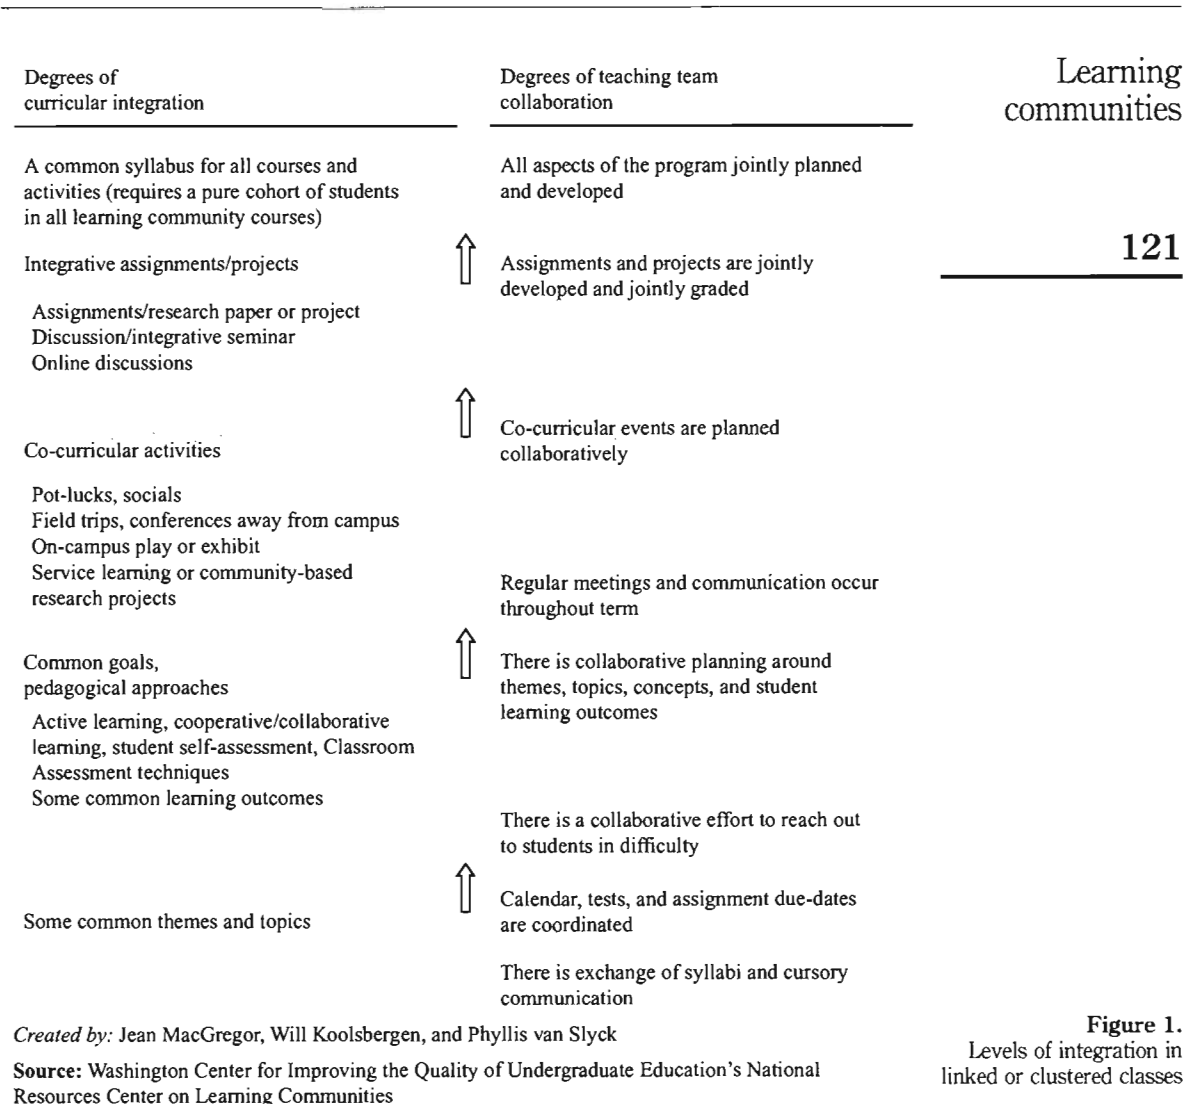 Learning
communities
121
Degrees of
curricular integration
A common syllabus for all courses and
activities (requires a pure cohort of students
in all learning community courses)
Integrative assignments/projects
Assignments/research paper or project
Discussion/integrative seminar
Online discussions
Co-curricular activities
Pot-lucks, socials
Field trips, conferences away from campus
On-campus play or exhibit
Service learning or community-based
research projects
Common goals,
pedagogical approaches
Active learning, cooperative/collaborative
learning, student self-assessment, Classroom
Assessment techniques
Some common learning outcomes
Some common themes and topics
Degrees of teaching team
collaboration
All aspects of the program jointly planned
and developed
Assignments and projects are jointly
developed and jointly graded
Co-curricular events are planned
collaboratively
Regular meetings and communication occur
throughout term
There is collaborative planning around
themes, topics, concepts, and student
learning outcomes
There is a collaborative effort to reach out
to students in difficulty
Calendar, tests, and assignment due-dates
are coordinated
There is exchange of syllabi and cursory
communication
Created by: Jean MacGregor, Will Koolsbergen, and Phyllis van Slyck
Source: Washington Center for Improving the Quality of Undergraduate Education's National
Resources Center on Learning Communities
Figure 1.
Levels of integration in
linked or clustered classes